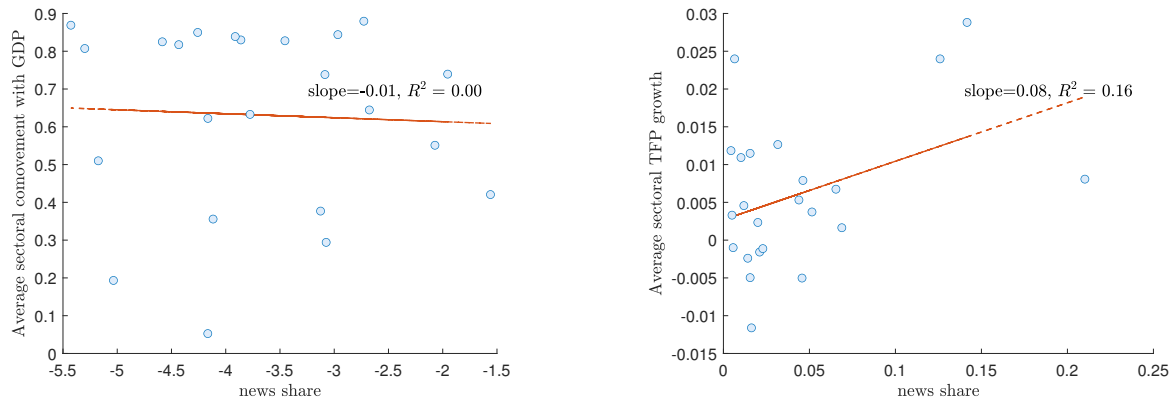 Average sectoral comovement with GDP
0.9
0.8
0.7
0.6
0.5
0.4
0.3
0.2
0.1
0
slope=-0.01, R² = 0.00
-5.5 -5 -4.5 -4 -3.5 -3 -2.5 -2 -1.5
news share
Average sectoral TFP growth
0.03
0.025
0.02
0.015
0.01
0.005
0
-0.005
-0.01
-0.015
slope=0.08, R² = 0.16
0 0.05 0.1 0.15 0.2 0.25
news share